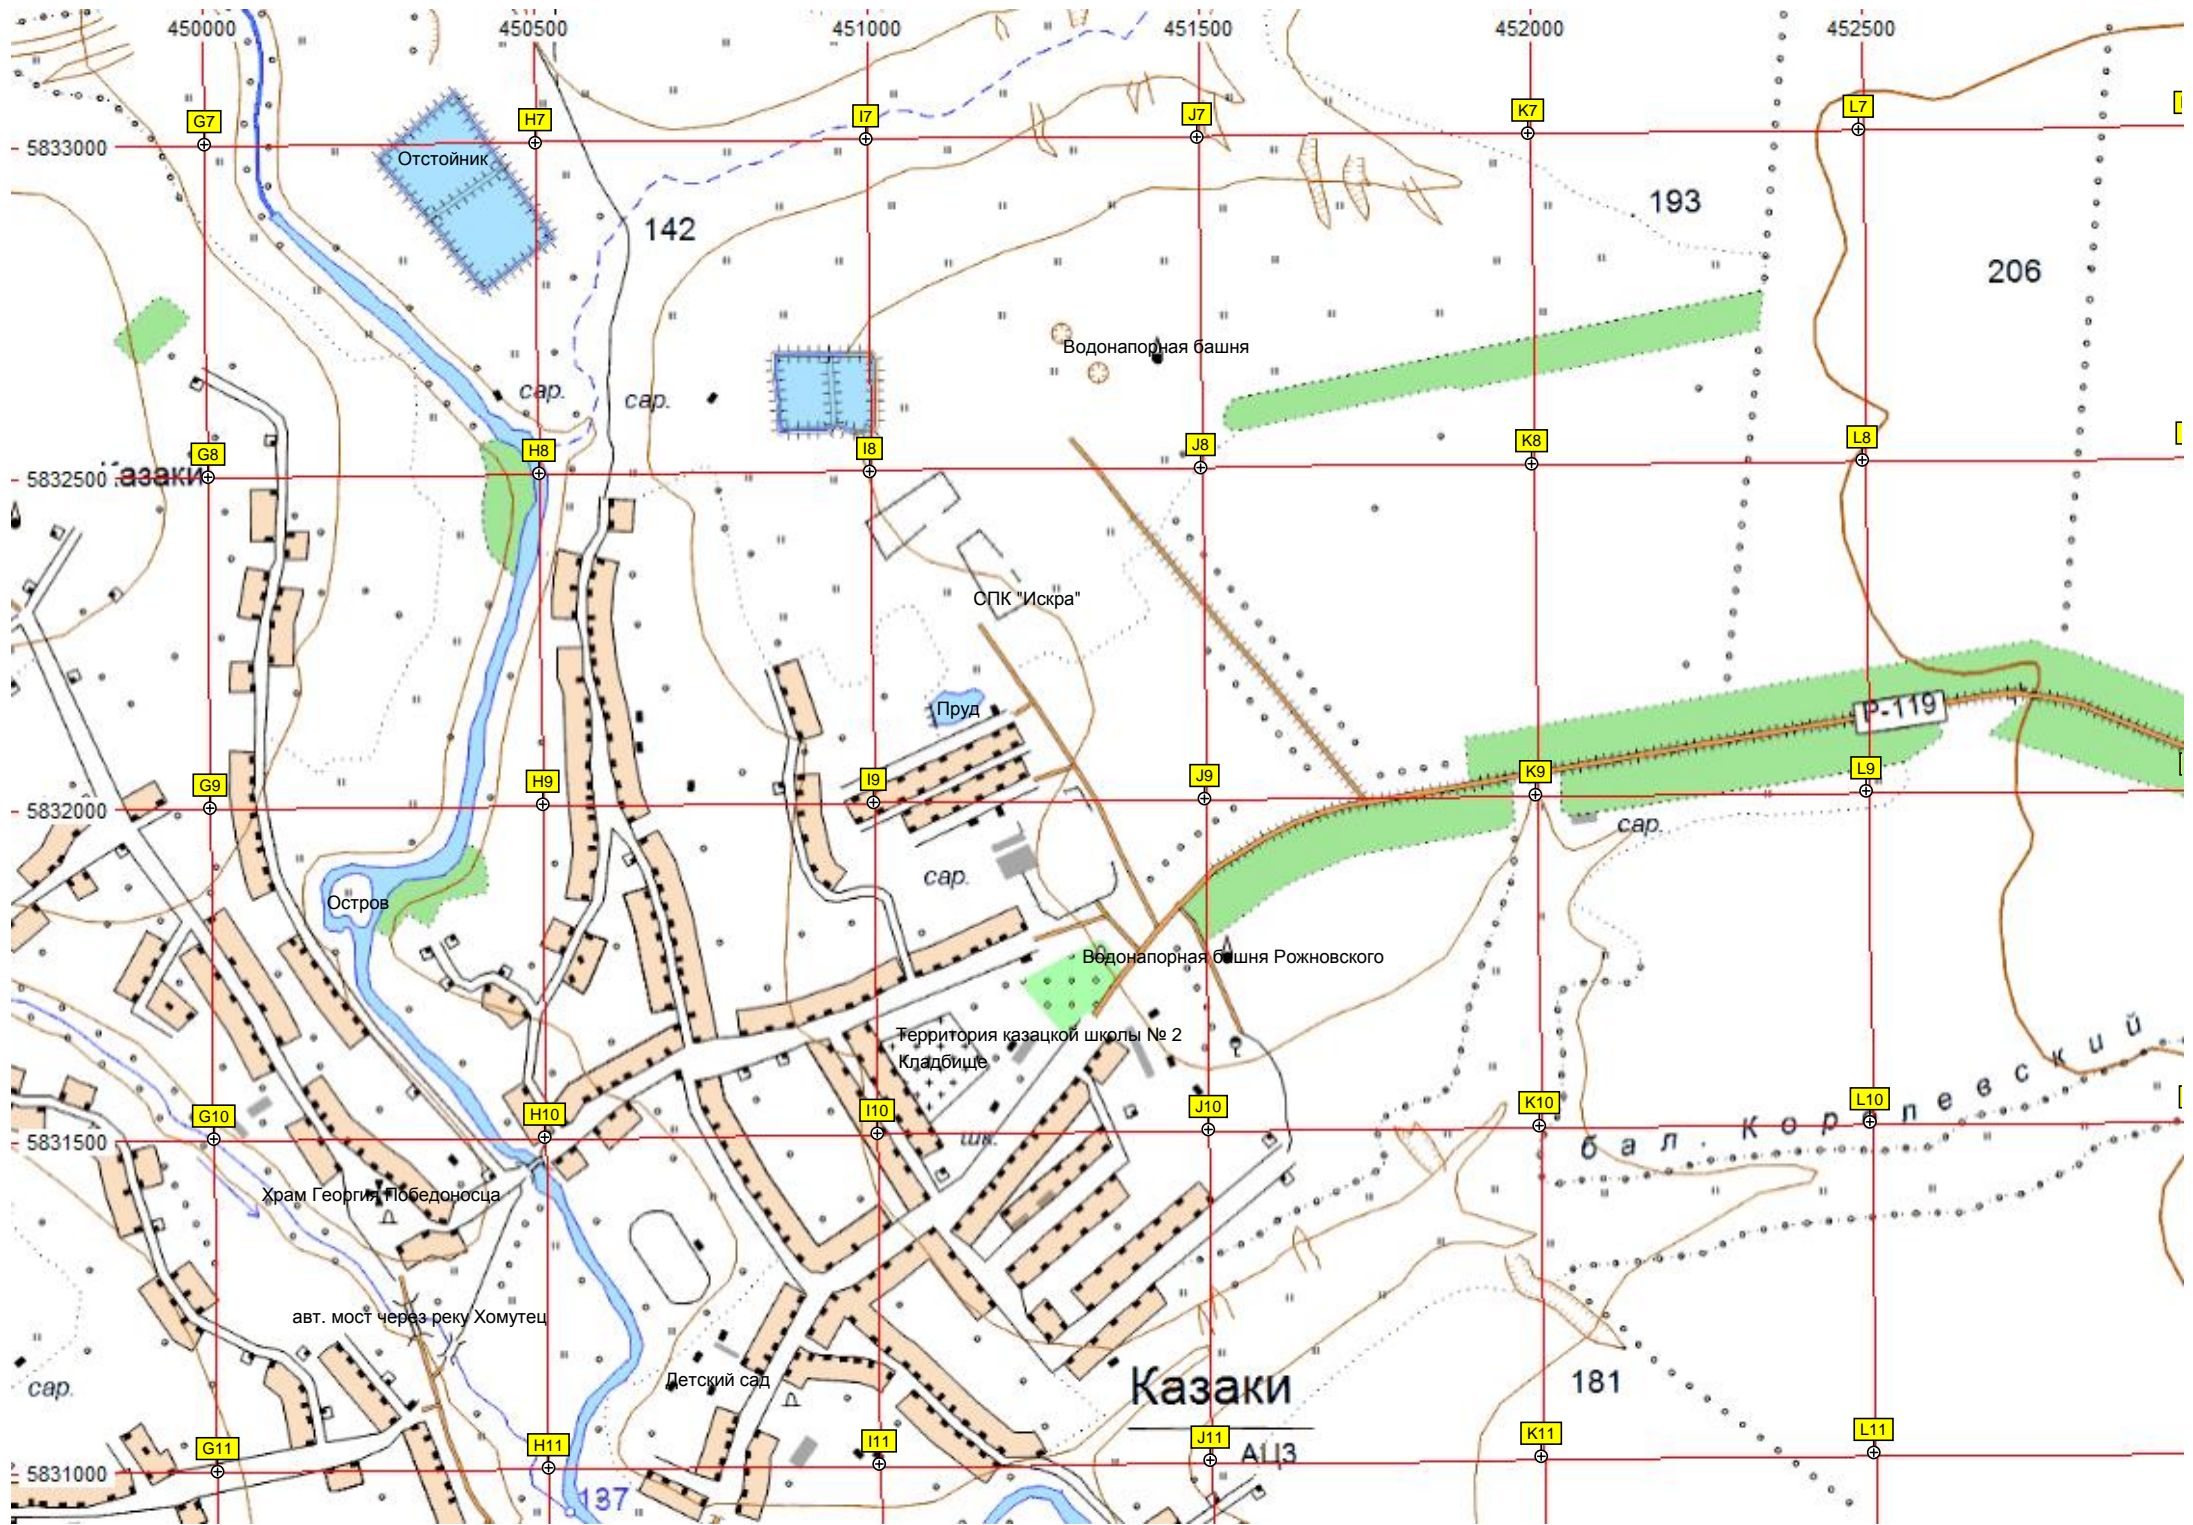 450000 450500 451000 451500 452000 452500
G7 H7 I7 J7 K7 L7
5833000
Отстойник
193
142
206
Водонапорная башня
сар. сар.
G8 H8 I8 J8 K8 L8
5832500
азаки
СПК "Искра"
Пруд
Р-119
G9 H9 I9 J9 K9 L9
5832000
сар.
сар.
Остров
Водонапорная башня Рожновского
Территория казацкой школы № 2
Кладбище
G10 H10 I10 J10 K10 L10
5831500
шк.
бал. Королевский
Храм Георгия Победоносца
авт. мост через реку Хомутец
Детский сад
сар.
Казаки
181
АЦЗ
G11 H11 I11 J11 K11 L11
5831000
137